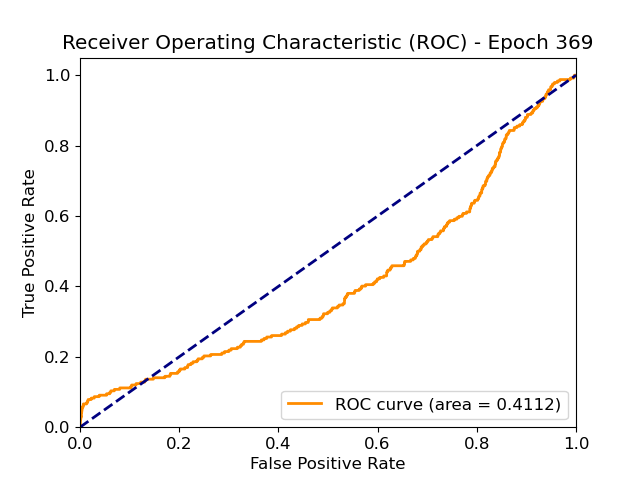 Receiver Operating Characteristic (ROC) - Epoch 369
1.0
0.8
0.6
0.4
0.2
0.0
True Positive Rate
ROC curve (area = 0.4112)
0.0 0.2 0.4 0.6 0.8 1.0
False Positive Rate